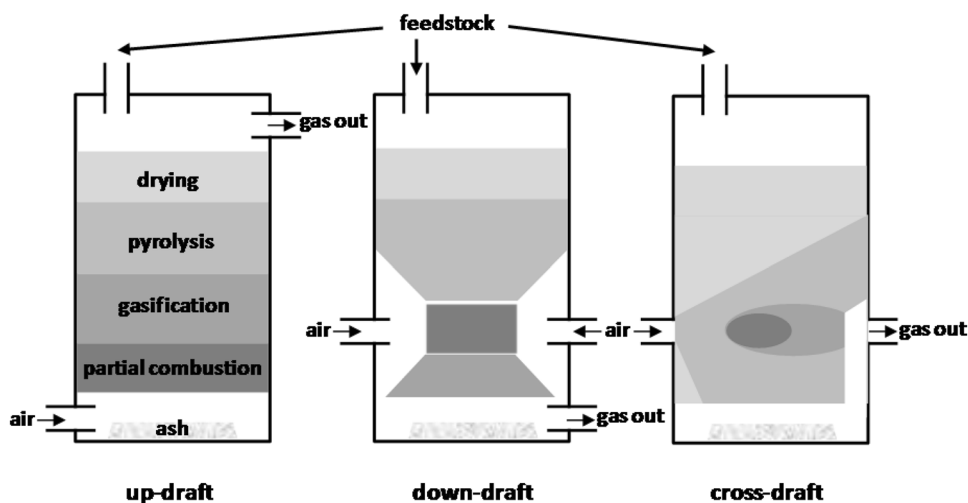 feedstock
gas out
drying
pyrolysis
gasification
partial combustion
air
air
air
gas out
ash
air
gas out
up-draft
down-draft
cross-draft